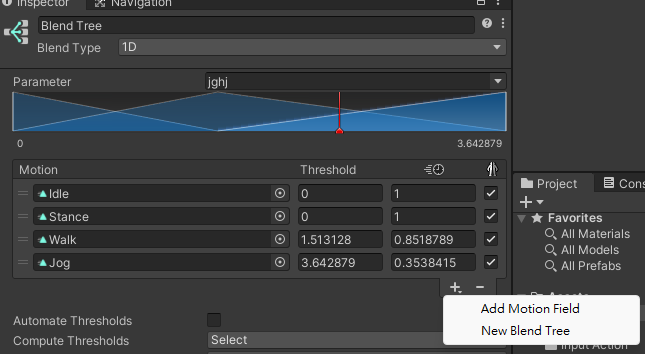 Inspector
Navigation
Blend Tree
Blend Type
1D
Parameter
jghj
0
3.642879
Motion
Threshold
Idle
0
1
Stance
0
1
Walk
1.513128
0.8518789
Jog
3.642879
0.3538415
Add Motion Field
New Blend Tree
Automate Thresholds
Compute Thresholds
Select
Project
Cons
Favorites
All Materials
All Models
All Prefabs
Assets
Input Action